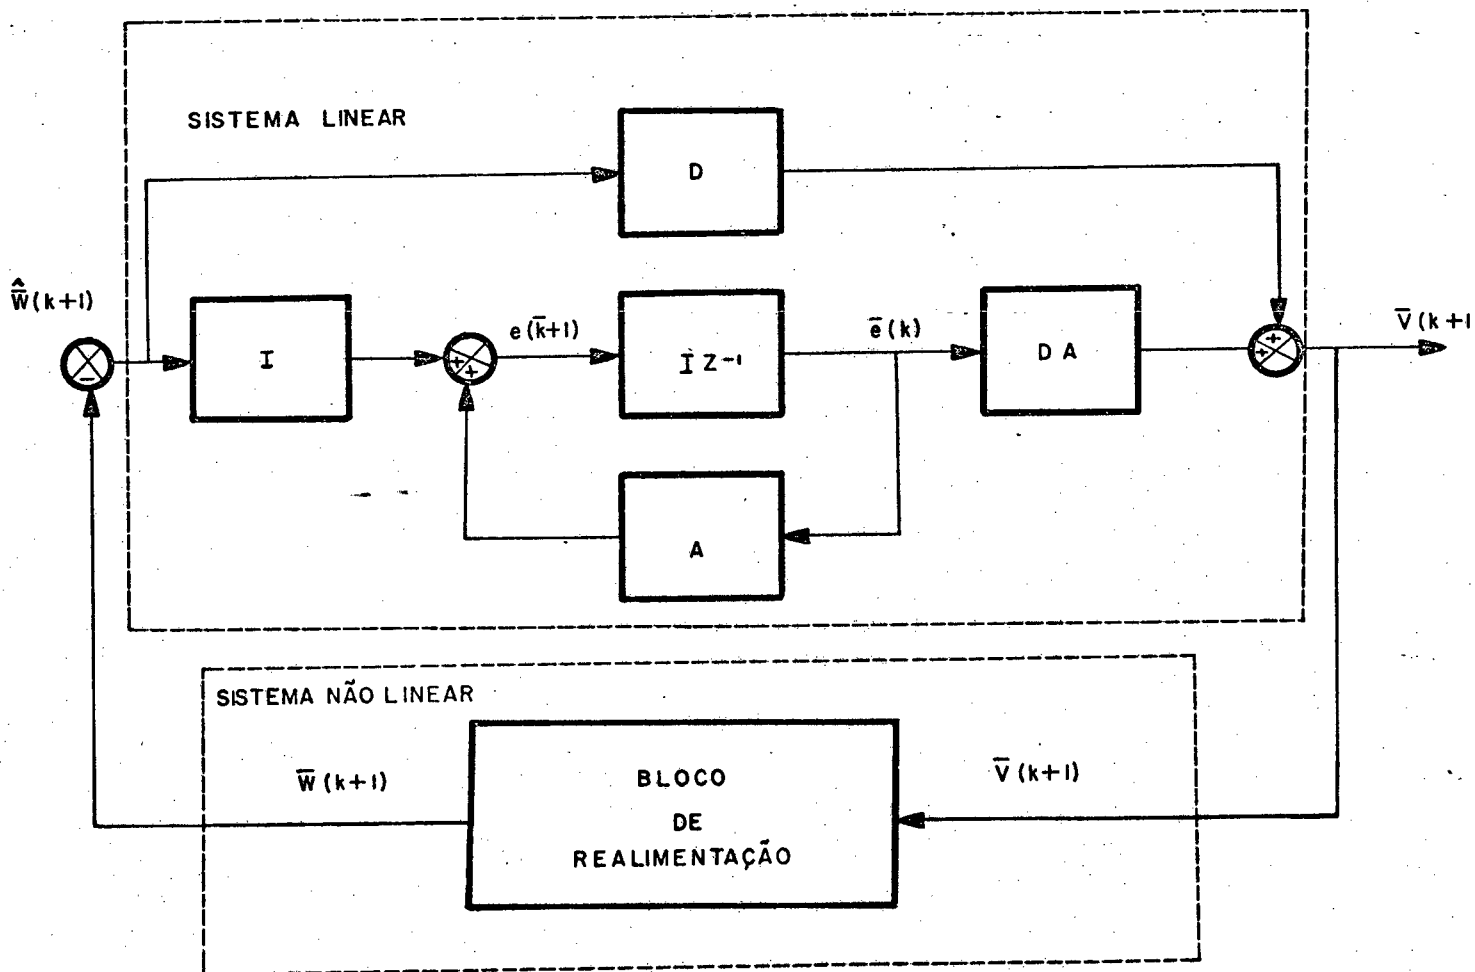 SISTEMA LINEAR
D
Ŵ̄(k+1)
I
e(k̄+1)
I Z⁻¹
ē(k)
D A
V̄(k+1
+
+
+
+
-
A
SISTEMA NÃO LINEAR
W̄(k+1)
BLOCO
DE
REALIMENTAÇÃO
V̄(k+1)